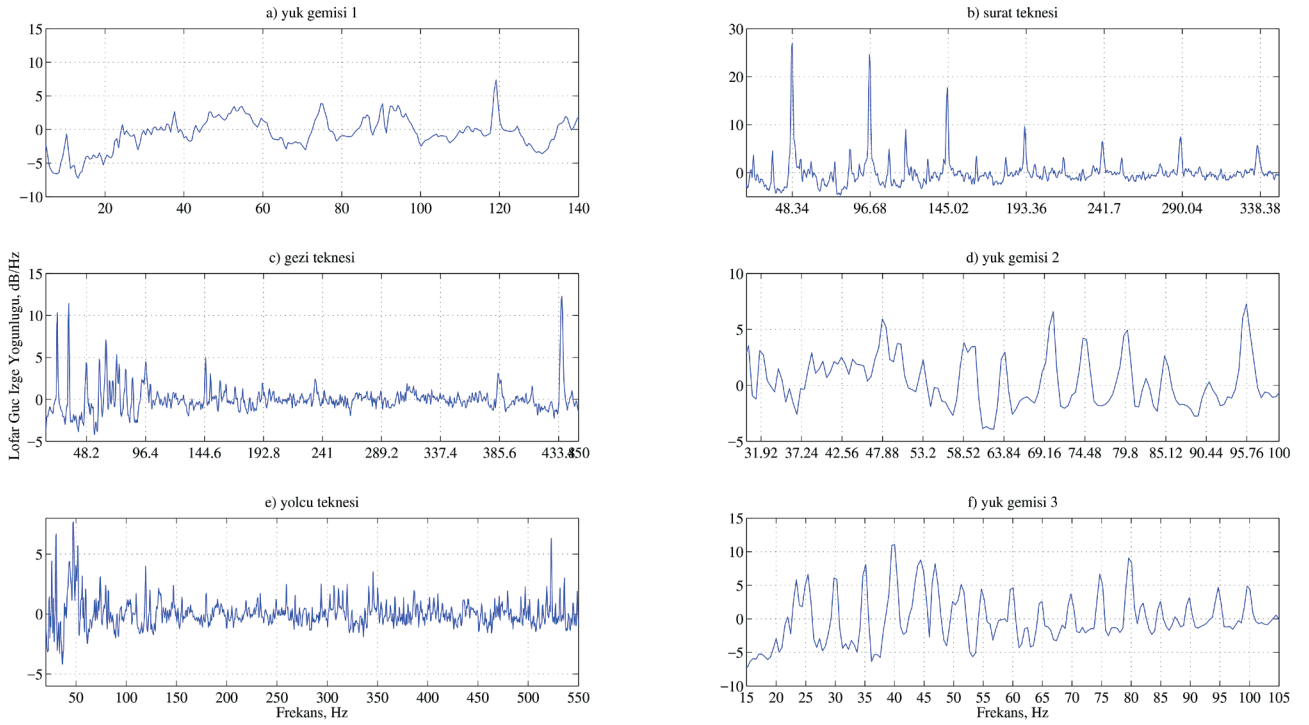 a) yuk gemisi 1
15
10
5
0
−5
−10
20 40 60 80 100 120 140
b) surat teknesi
30
20
10
0
48.34 96.68 145.02 193.36 241.7 290.04 338.38
Lofar Guc Izge Yogunlugu, dB/Hz
c) gezi teknesi
15
10
5
0
−5
48.2 96.4 144.6 192.8 241 289.2 337.4 385.6 433.8 450
d) yuk gemisi 2
10
5
0
−5
31.92 37.24 42.56 47.88 53.2 58.52 63.84 69.16 74.48 79.8 85.12 90.44 95.76 100
e) yolcu teknesi
5
0
−5
50 100 150 200 250 300 350 400 450 500 550
Frekans, Hz
f) yuk gemisi 3
15
10
5
0
−5
−10
15 20 25 30 35 40 45 50 55 60 65 70 75 80 85 90 95 100 105
Frekans, Hz